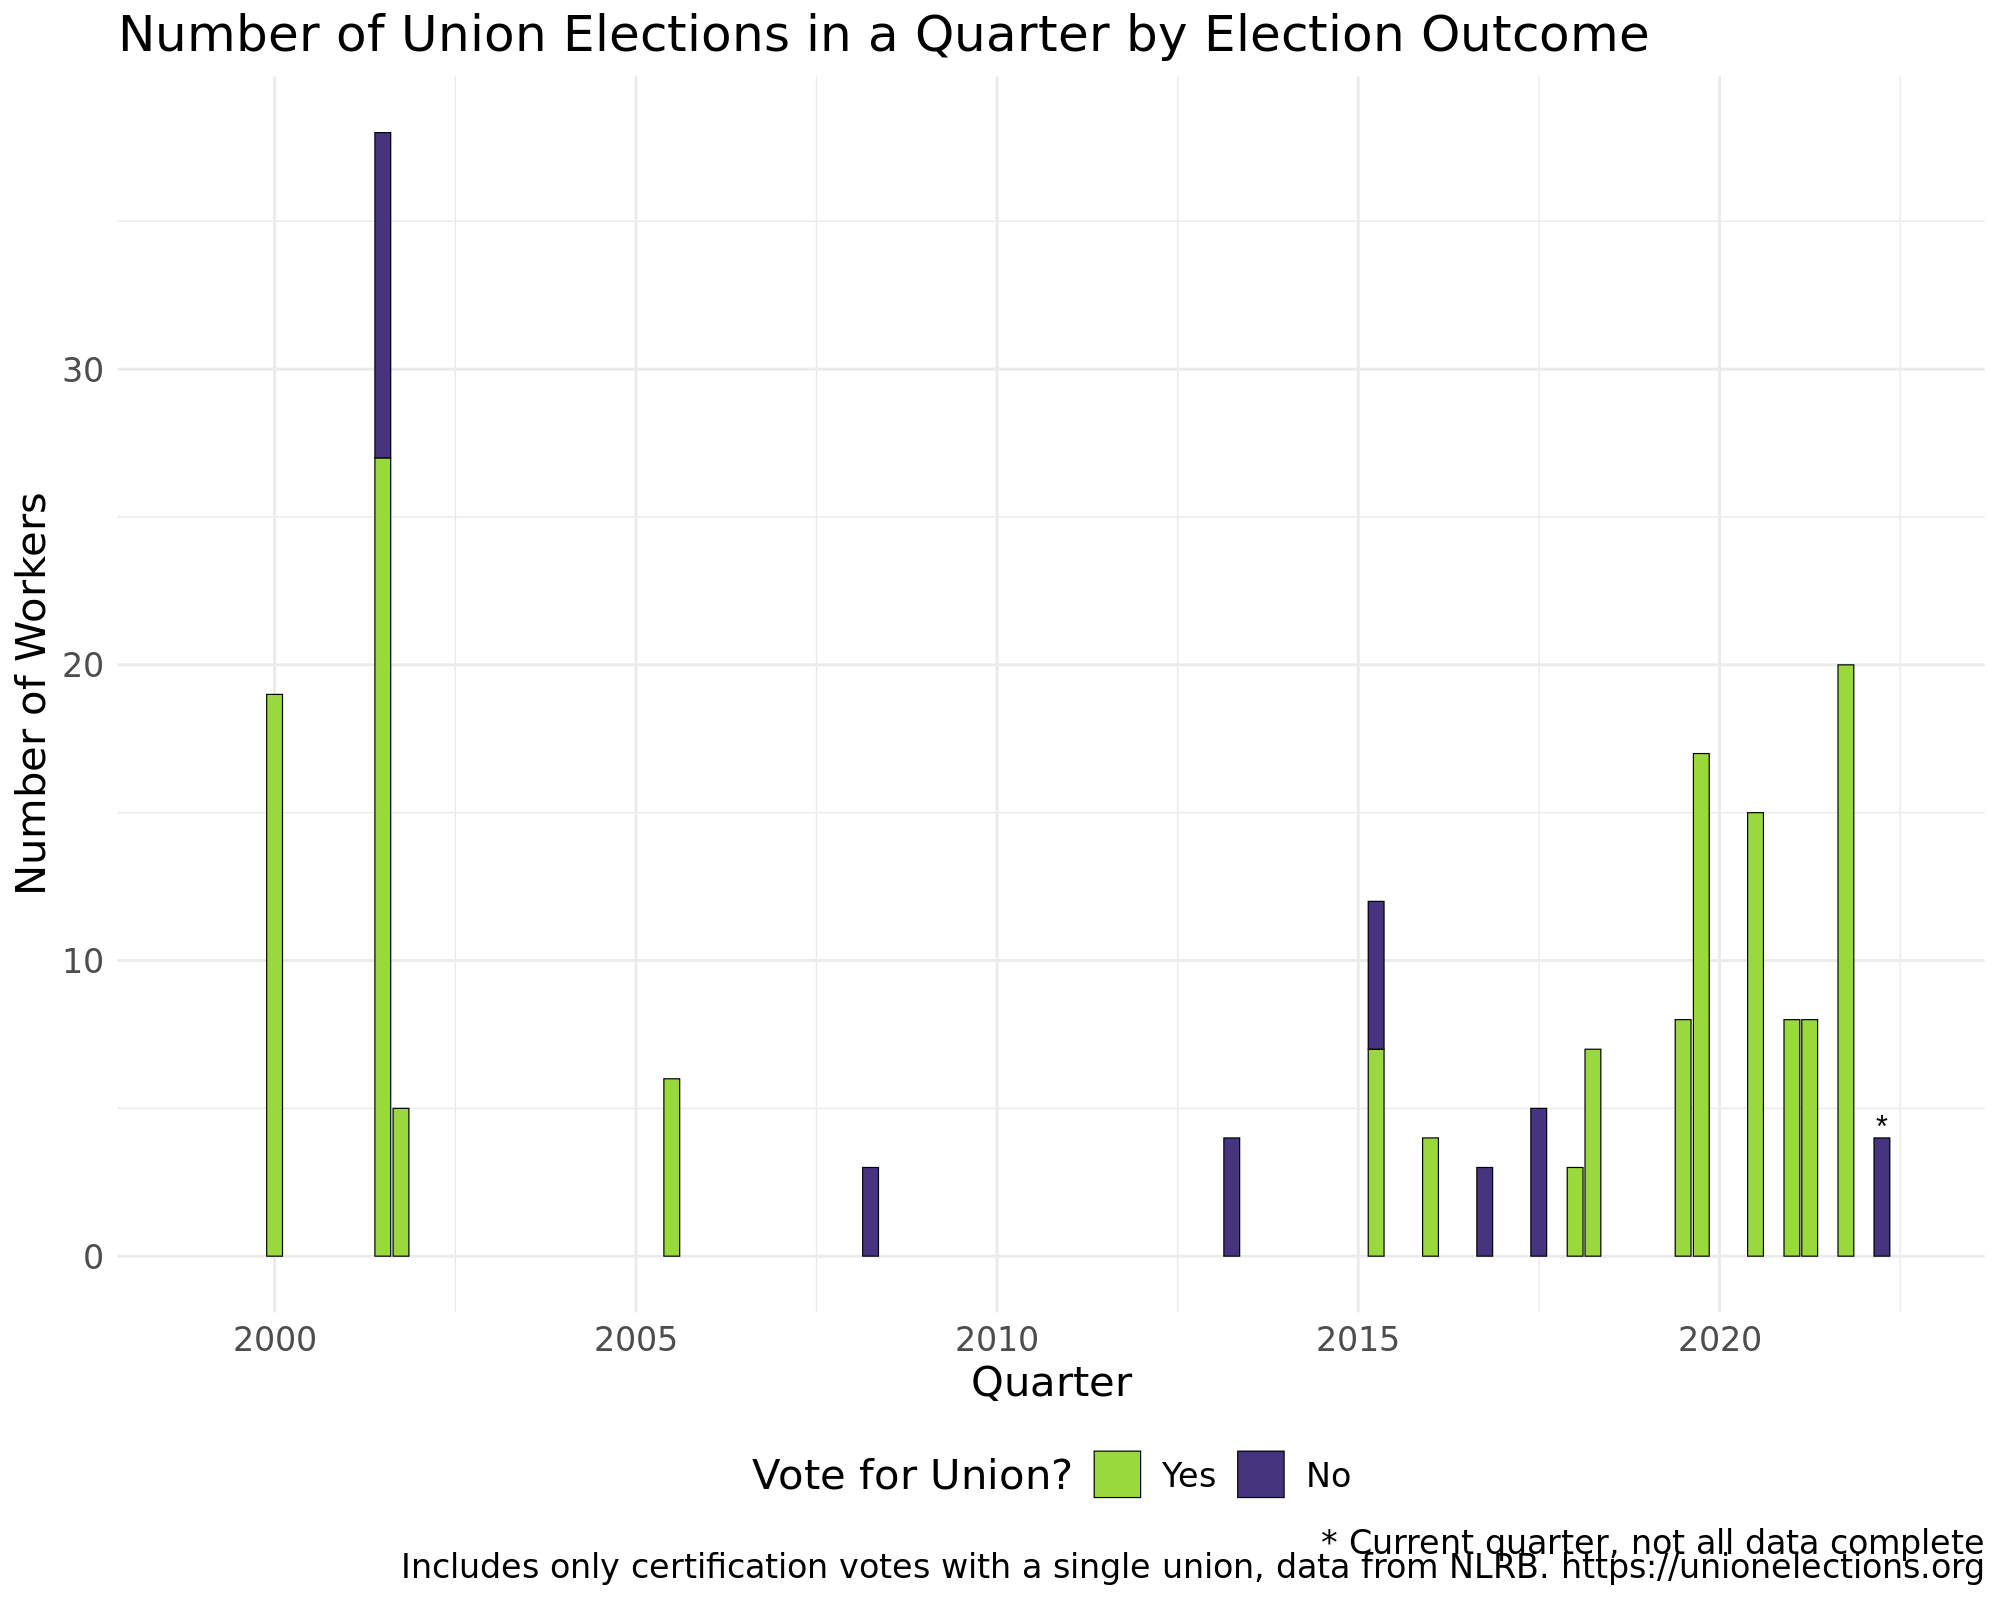 Number of Union Elections in a Quarter by Election Outcome
Number of Workers
30
20
10
0
*
2000 2005 2010 2015 2020
Quarter
Vote for Union? Yes No
* Current quarter, not all data complete
Includes only certification votes with a single union, data from NLRB. https://unionelections.org